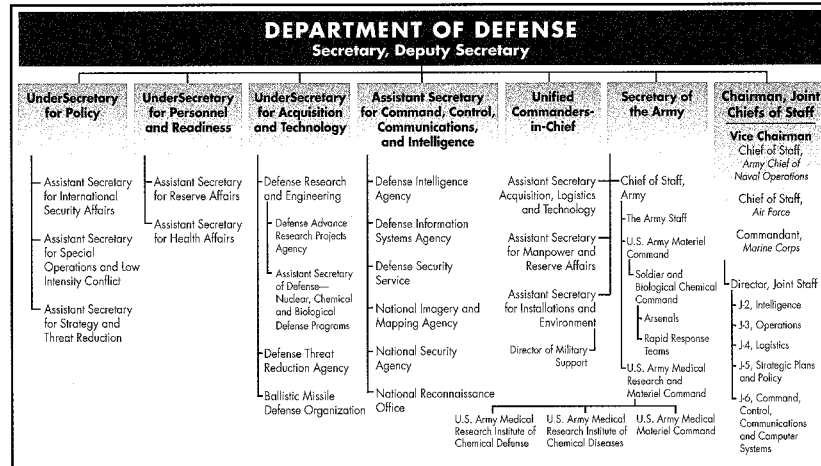 DEPARTMENT OF DEFENSE
Secretary, Deputy Secretary
UnderSecretary
for Policy
Assistant Secretary
for International
Security Affairs
Assistant Secretary
for Special
Operations and Low
Intensity Conflict
Assistant Secretary
for Strategy and
Threat Reduction
UnderSecretary
for Personnel
and Readiness
Assistant Secretary
for Reserve Affairs
Assistant Secretary
for Health Affairs
UnderSecretary
for Acquisition
and Technology
Defense Research
and Engineering
Defense Advance
Research Projects
Agency
Assistant Secretary
of Defense—
Nuclear, Chemical
and Biological
Defense Programs
Defense Threat
Reduction Agency
Ballistic Missile
Defense Organization
Assistant Secretary
for Command, Control,
Communications,
and Intelligence
Defense Intelligence
Agency
Defense Information
Systems Agency
Defense Security
Service
National Imagery and
Mapping Agency
National Security
Agency
National Reconnaissance
Office
Unified
Commanders-
in-Chief
Assistant Secretary
Acquisition, Logistics
and Technology
Assistant Secretary
for Manpower and
Reserve Affairs
Assistant Secretary
for Installations and
Environment
Director of Military
Support
Secretary of
the Army
Chief of Staff,
Army
The Army Staff
U.S. Army Materiel
Command
Soldier and
Biological Chemical
Command
Arsenals
Rapid Response
Teams
U.S. Army Medical
Research and
Materiel Command
U.S. Army Medical
Research Institute of
Chemical Defense
U.S. Army Medical
Research Institute of
Chemical Diseases
U.S. Army Medical
Materiel Command
Chairman, Joint
Chiefs of Staff
Vice Chairman
Chief of Staff,
Army Chief of
Naval Operations
Chief of Staff,
Air Force
Commandant,
Marine Corps
Director, Joint Staff
J-2, Intelligence
J-3, Operations
J-4, Logistics
J-5, Strategic Plans
and Policy
J-6, Command,
Control,
Communications
and Computer
Systems